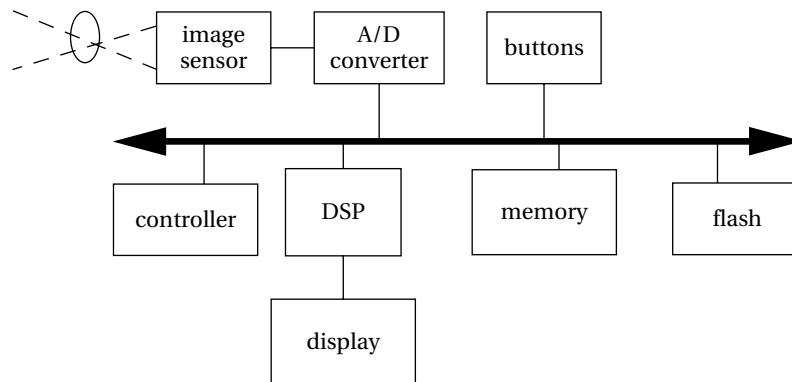 image
sensor
A/D
converter
buttons
controller
DSP
memory
flash
display